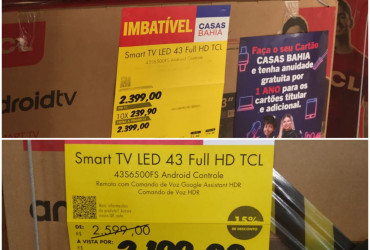 IMBATÍVEL
CASAS
BAHIA
Smart TV LED 43 Full HD TCL
2.399,00
10X 239,90
2.399,00
Faça o seu Cartão
CASAS BAHIA
e tenha anuidade
gratuita por
1 ANO para os
cartões titular
e adicional.
CL
droidtv
Smart TV LED 43 Full HD TCL
43S6500FS Android Controle
Remoto com Comando de Voz Google Assistant HDR
Comando de Voz HDR
DE:
2.599,00
À VISTA POR:
15%
an